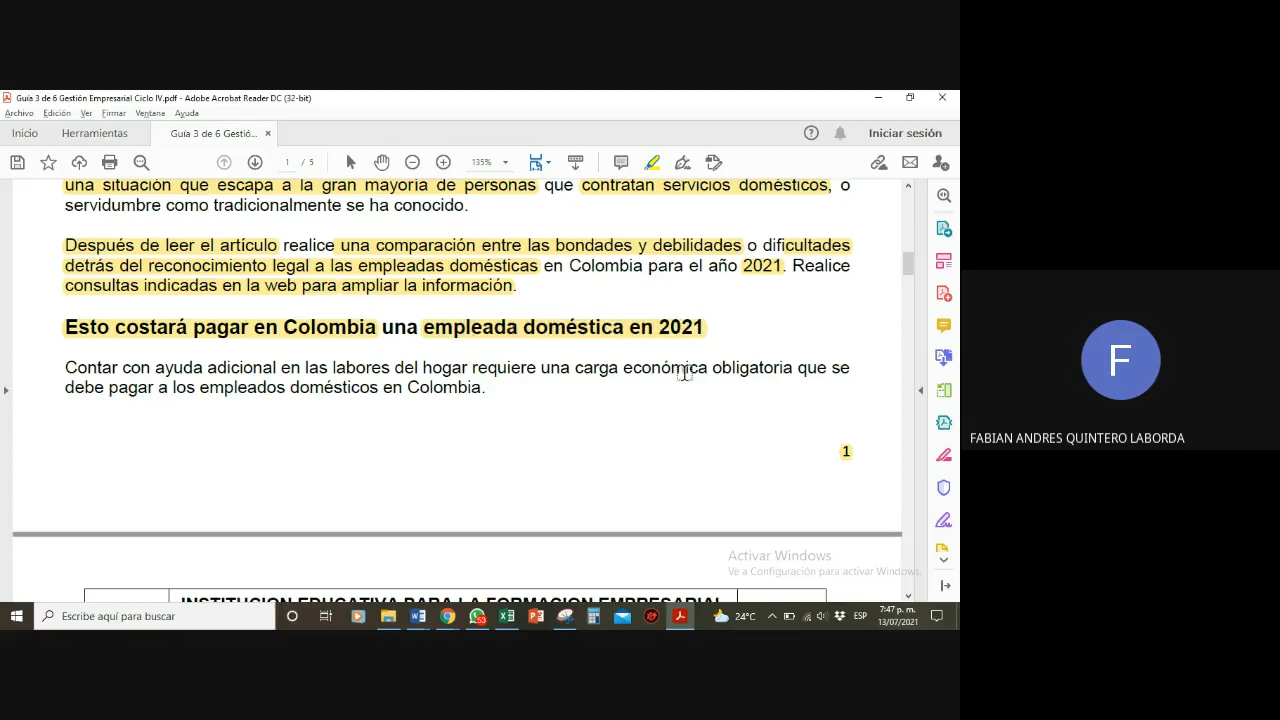 Guía 3 de 6 Gestión Empresarial Ciclo IV.pdf - Adobe Acrobat Reader DC (32-bit)
Archivo Edición Ver Firmar Ventana Ayuda
Inicio Herramientas Guía 3 de 6 Gestió... Iniciar sesión
1 / 5 135%
una situación que escapa a la gran mayoría de personas que contratan servicios domésticos, o
servidumbre como tradicionalmente se ha conocido.
Después de leer el artículo realice una comparación entre las bondades y debilidades o dificultades
detrás del reconocimiento legal a las empleadas domésticas en Colombia para el año 2021. Realice
consultas indicadas en la web para ampliar la información.
Esto costará pagar en Colombia una empleada doméstica en 2021
Contar con ayuda adicional en las labores del hogar requiere una carga económica obligatoria que se
debe pagar a los empleados domésticos en Colombia.
1
Activar Windows
Ve a Configuración para activar Windows.
INSTITUCION EDUCATIVA PARA LA FORMACION EMPRESARIAL
Escribe aquí para buscar
53
24°C
ESP
7:47 p. m.
13/07/2021
F
FABIAN ANDRES QUINTERO LABORDA